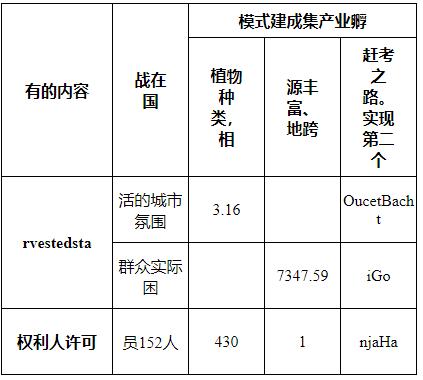 模式建成集产业孵
有的内容
战在
国
植物
种
类，
相
源丰
富、
地跨
赶考
之
路。
实现
第二
个
rvestedsta
活的城市
氛围
3.16
OucetBach
t
群众实际
困
7347.59
iGo
权利人许可
员152人
430
1
njaHa